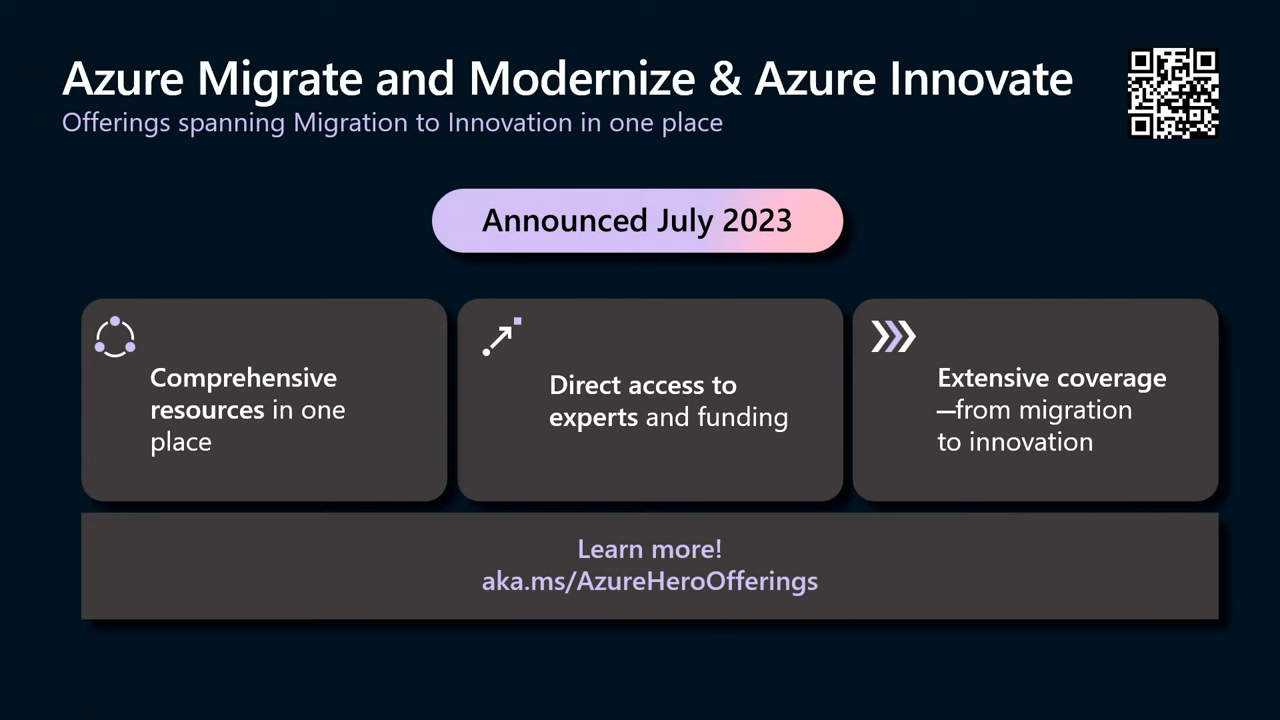 Azure Migrate and Modernize & Azure Innovate
Offerings spanning Migration to Innovation in one place
Announced July 2023
Comprehensive
resources in one
place
Direct access to
experts and funding
Extensive coverage
—from migration
to innovation
Learn more!
aka.ms/AzureHeroOfferings